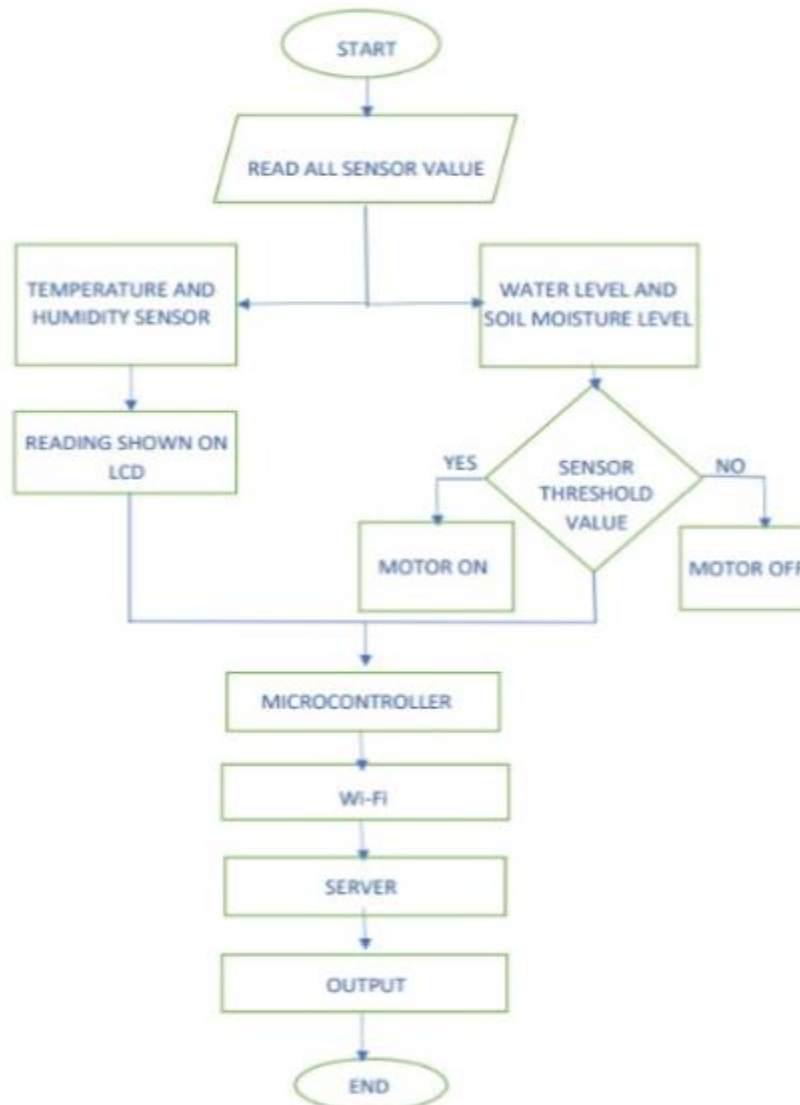 START
READ ALL SENSOR VALUE
TEMPERATURE AND
HUMIDITY SENSOR
WATER LEVEL AND
SOIL MOISTURE LEVEL
READING SHOWN ON
LCD
YES
SENSOR
THRESHOLD
VALUE
NO
MOTOR ON
MOTOR OFF
MICROCONTROLLER
Wi-Fi
SERVER
OUTPUT
END